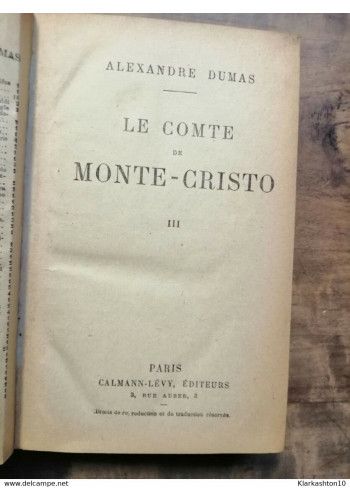 DUMAS
ALEXANDRE DUMAS
LE COMTE
DE
MONTE-CRISTO
III
PARIS
CALMANN-LÉVY, ÉDITEURS
3, RUE AUBER, 3
Droits de reproduction et de traduction réservés
www.delcampe.net
Klarkashton10